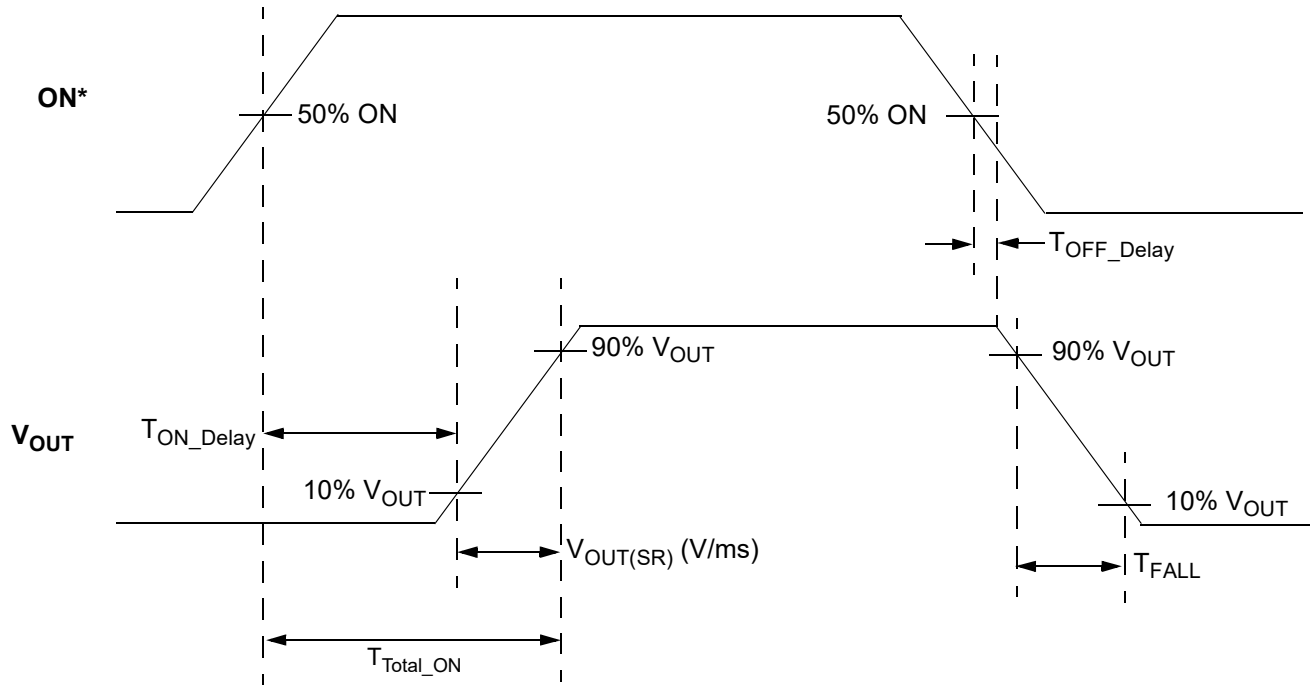 ON*
50% ON
50% ON
TOFF_Delay
90% VOUT
90% VOUT
VOUT
TON_Delay
10% VOUT
10% VOUT
VOUT(SR) (V/ms)
TFALL
TTotal_ON